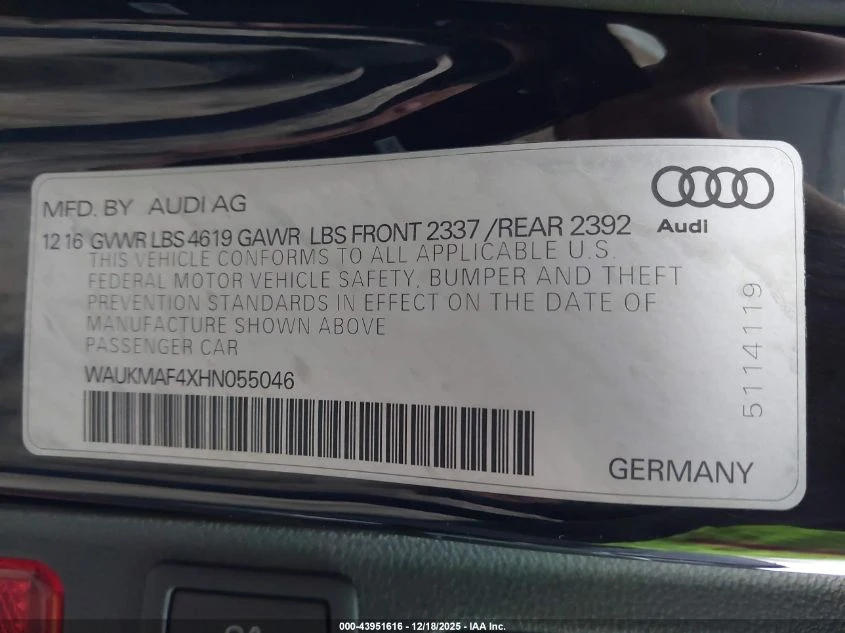 MFD. BY AUDI AG
Audi
12 16 GVWR LBS 4619 GAWR LBS FRONT 2337 / REAR 2392
THIS VEHICLE CONFORMS TO ALL APPLICABLE U.S.
FEDERAL MOTOR VEHICLE SAFETY, BUMPER AND THEFT
PREVENTION STANDARDS IN EFFECT ON THE DATE OF
MANUFACTURE SHOWN ABOVE
PASSENGER CAR
WAUKMAF4XHN055046
5114119
GERMANY
000-43951616 - 12/18/2025 - IAA Inc.